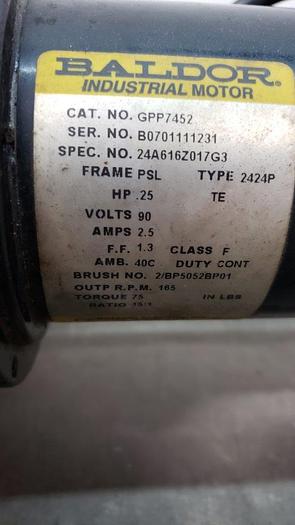 BALDOR®
INDUSTRIAL MOTOR
CAT. NO. GPP7452
SER. NO. B0701111231
SPEC. NO. 24A616Z017G3
FRAME PSL TYPE 2424P
HP .25 TE
VOLTS 90
AMPS 2.5
F.F. 1.3 CLASS F
AMB. 40C DUTY CONT
BRUSH NO. 2/BP5052BP01
OUTP R.P.M. 165
TORQUE 75 IN LBS
RATIO 15/1